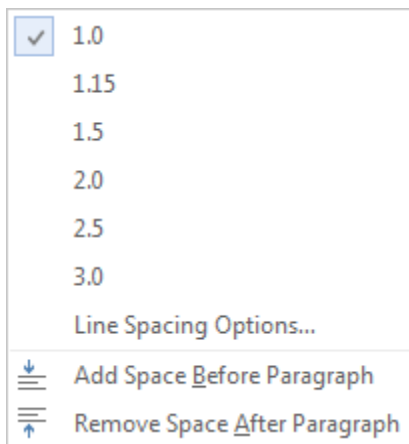 1.0
1.15
1.5
2.0
2.5
3.0
Line Spacing Options...
Add Space Before Paragraph
Remove Space After Paragraph